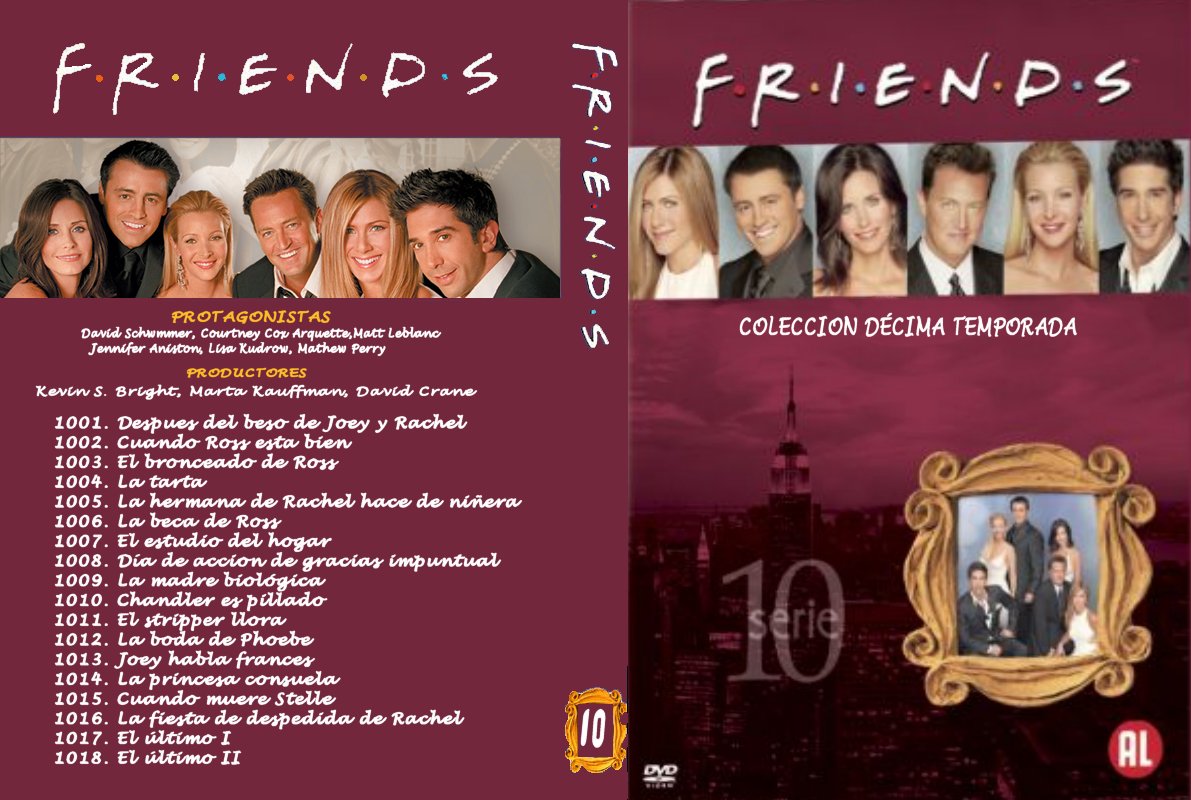 F·R·I·E·N·D·S
PROTAGONISTAS
David Schwmmer, Courtney Cox Arquette,Matt Leblanc
Jennifer Aniston, Lisa Kudrow, Mathew Perry
PRODUCTORES
Kevin S. Bright, Marta Kauffman, David Crane
1001. Despues del beso de Joey y Rachel
1002. Cuando Ross esta bien
1003. El bronceado de Ross
1004. La tarta
1005. La hermana de Rachel hace de niñera
1006. La beca de Ross
1007. El estudio del hogar
1008. Día de accion de gracias impuntual
1009. La madre biológica
1010. Chandler es pillado
1011. El stripper llora
1012. La boda de Phoebe
1013. Joey habla frances
1014. La princesa consuela
1015. Cuando muere Stelle
1016. La fiesta de despedida de Rachel
1017. El último I
1018. El último II
F·R·I·E·N·D·S
10
F·R·I·E·N·D·S
COLECCION DÉCIMA TEMPORADA
10
serie
AL
DVD
VIDEO